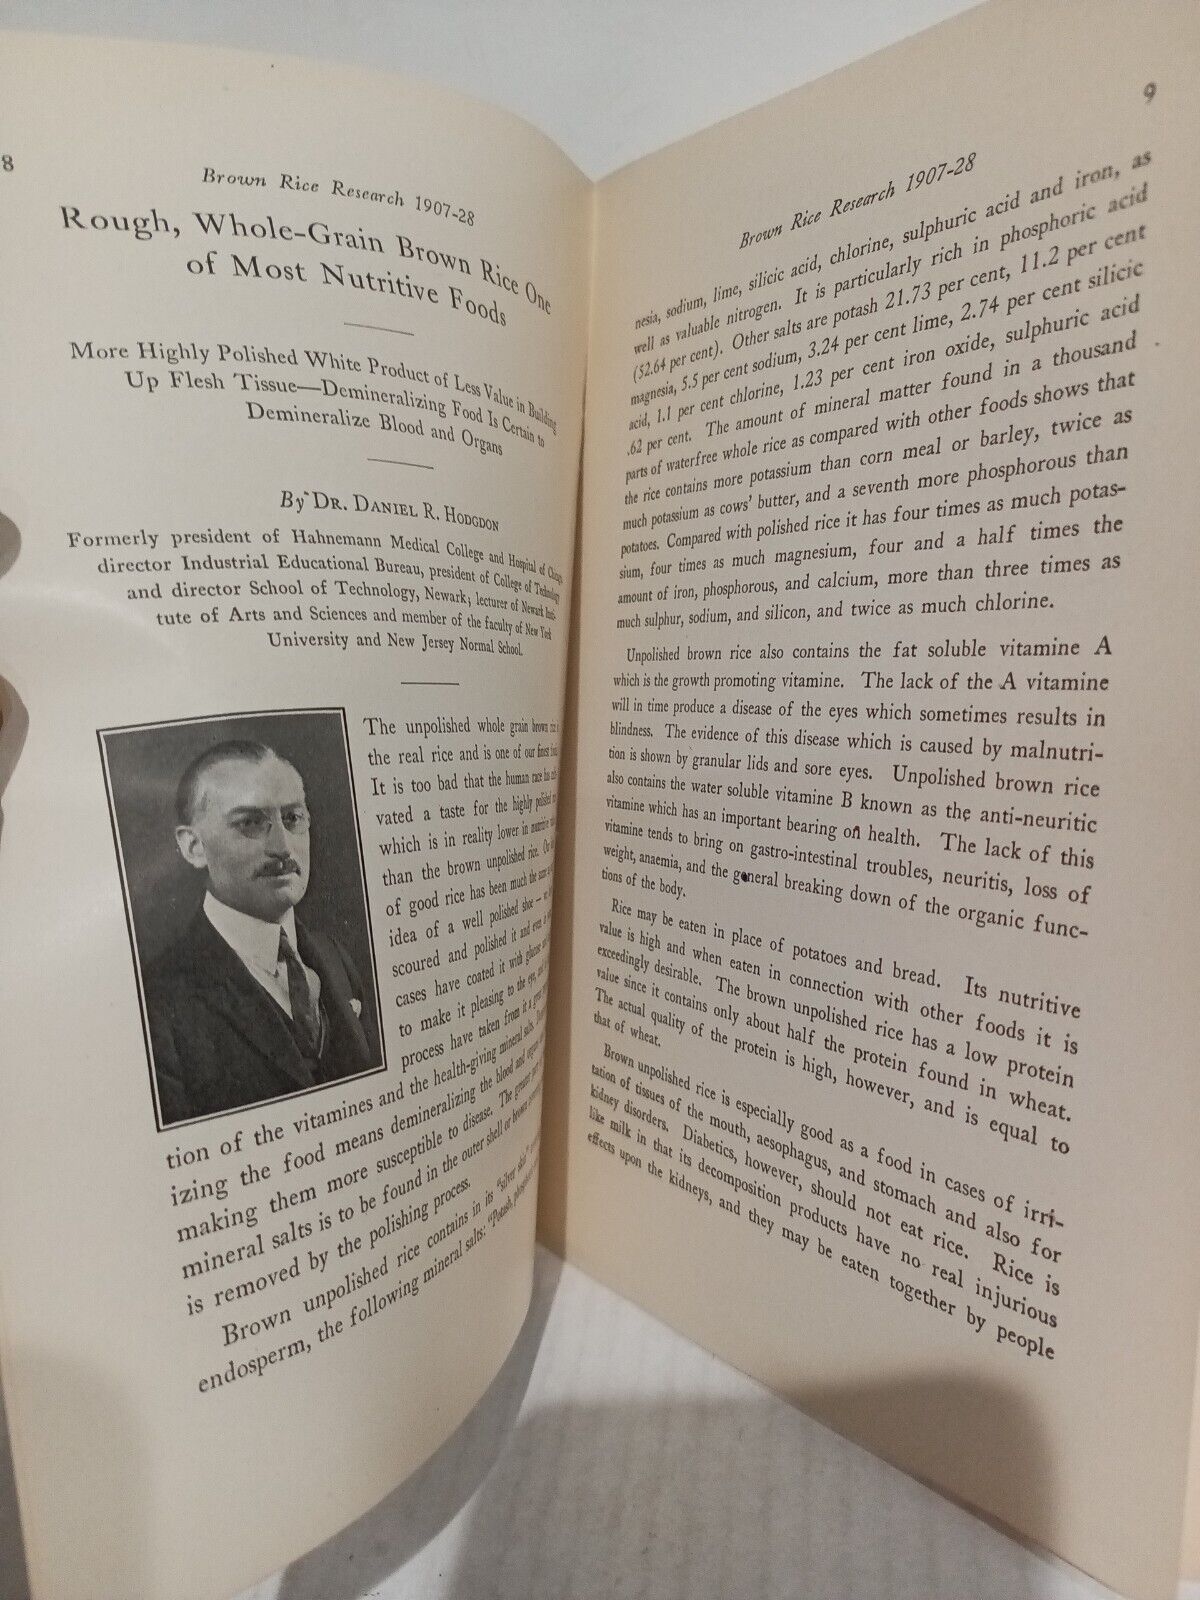 8
Brown Rice Research 1907-28
Rough, Whole-Grain Brown Rice One
of Most Nutritive Foods
More Highly Polished White Product of Less Value in Building
Up Flesh Tissue—Demineralizing Food Is Certain to
Demineralize Blood and Organs
By DR. DANIEL R. HODGDON
Formerly president of Hahnemann Medical College and Hospital of Chicago
director Industrial Educational Bureau, president of College of Technology
and director School of Technology, Newark; lecturer of Newark Insti-
tute of Arts and Sciences and member of the faculty of New York
University and New Jersey Normal School.
The unpolished whole grain brown
the real rice and is one of our finest
It is too bad that the human race has
vated a taste for the highly polished
which is in reality lower in nutritive
than the brown unpolished rice.
of good rice has been much the same
idea of a well polished shoe —
scoured and polished it and even
cases have coated it with glucose
to make it pleasing to the eye,
process have taken from it a great
tion of the vitamines and the health-giving mineral salts.
izing the food means demineralizing the blood and
making them more susceptible to disease. The greater
mineral salts is to be found in the outer shell or brown
is removed by the polishing process.
Brown unpolished rice contains in its "silver skin"
endosperm, the following mineral salts: "Potash,
9
Brown Rice Research 1907-28
nesia, sodium, lime, silicic acid, chlorine, sulphuric acid and iron, as
well as valuable nitrogen. It is particularly rich in phosphoric acid
(52.64 per cent). Other salts are potash 21.73 per cent, 11.2 per cent
magnesia, 5.5 per cent sodium, 3.24 per cent lime, 2.74 per cent silicic
acid, 1.1 per cent chlorine, 1.23 per cent iron oxide, sulphuric acid
.62 per cent. The amount of mineral matter found in a thousand
parts of waterfree whole rice as compared with other foods shows that
the rice contains more potassium than corn meal or barley, twice as
much potassium as cows' butter, and a seventh more phosphorous than
potatoes. Compared with polished rice it has four times as much potas-
sium, four times as much magnesium, four and a half times the
amount of iron, phosphorous, and calcium, more than three times as
much sulphur, sodium, and silicon, and twice as much chlorine.
Unpolished brown rice also contains the fat soluble vitamine A
which is the growth promoting vitamine. The lack of the A vitamine
will in time produce a disease of the eyes which sometimes results in
blindness. The evidence of this disease which is caused by malnutri-
tion is shown by granular lids and sore eyes. Unpolished brown rice
also contains the water soluble vitamine B known as the anti-neuritic
vitamine which has an important bearing on health. The lack of this
vitamine tends to bring on gastro-intestinal troubles, neuritis, loss of
weight, anaemia, and the general breaking down of the organic func-
tions of the body.
Rice may be eaten in place of potatoes and bread. Its nutritive
value is high and when eaten in connection with other foods it is
exceedingly desirable. The brown unpolished rice has a low protein
value since it contains only about half the protein found in wheat.
The actual quality of the protein is high, however, and is equal to
that of wheat.
Brown unpolished rice is especially good as a food in cases of irri-
tation of tissues of the mouth, aesophagus, and stomach and also for
kidney disorders. Diabetics, however, should not eat rice. Rice is
like milk in that its decomposition products have no real injurious
effects upon the kidneys, and they may be eaten together by people